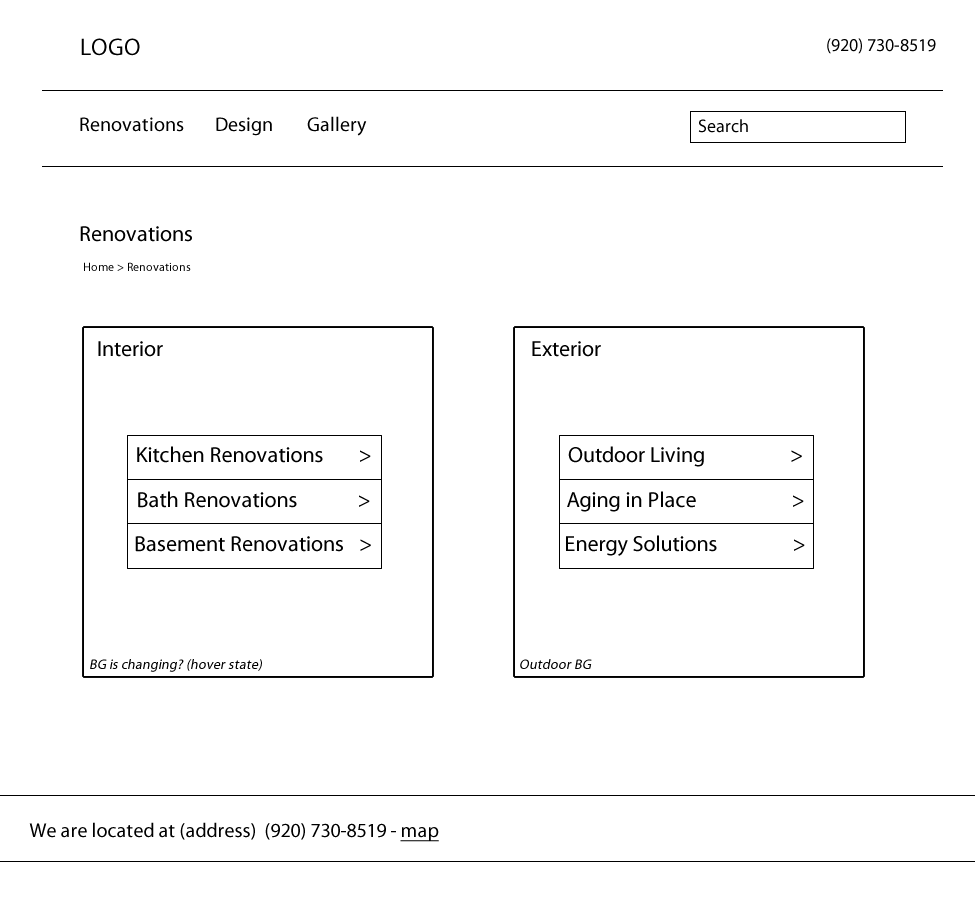 LOGO
(920) 730-8519
Renovations Design Gallery
Search
Renovations
Home > Renovations
Interior
Kitchen Renovations >
Bath Renovations >
Basement Renovations >
BG is changing? (hover state)
Exterior
Outdoor Living >
Aging in Place >
Energy Solutions >
Outdoor BG
We are located at (address) (920) 730-8519 - map